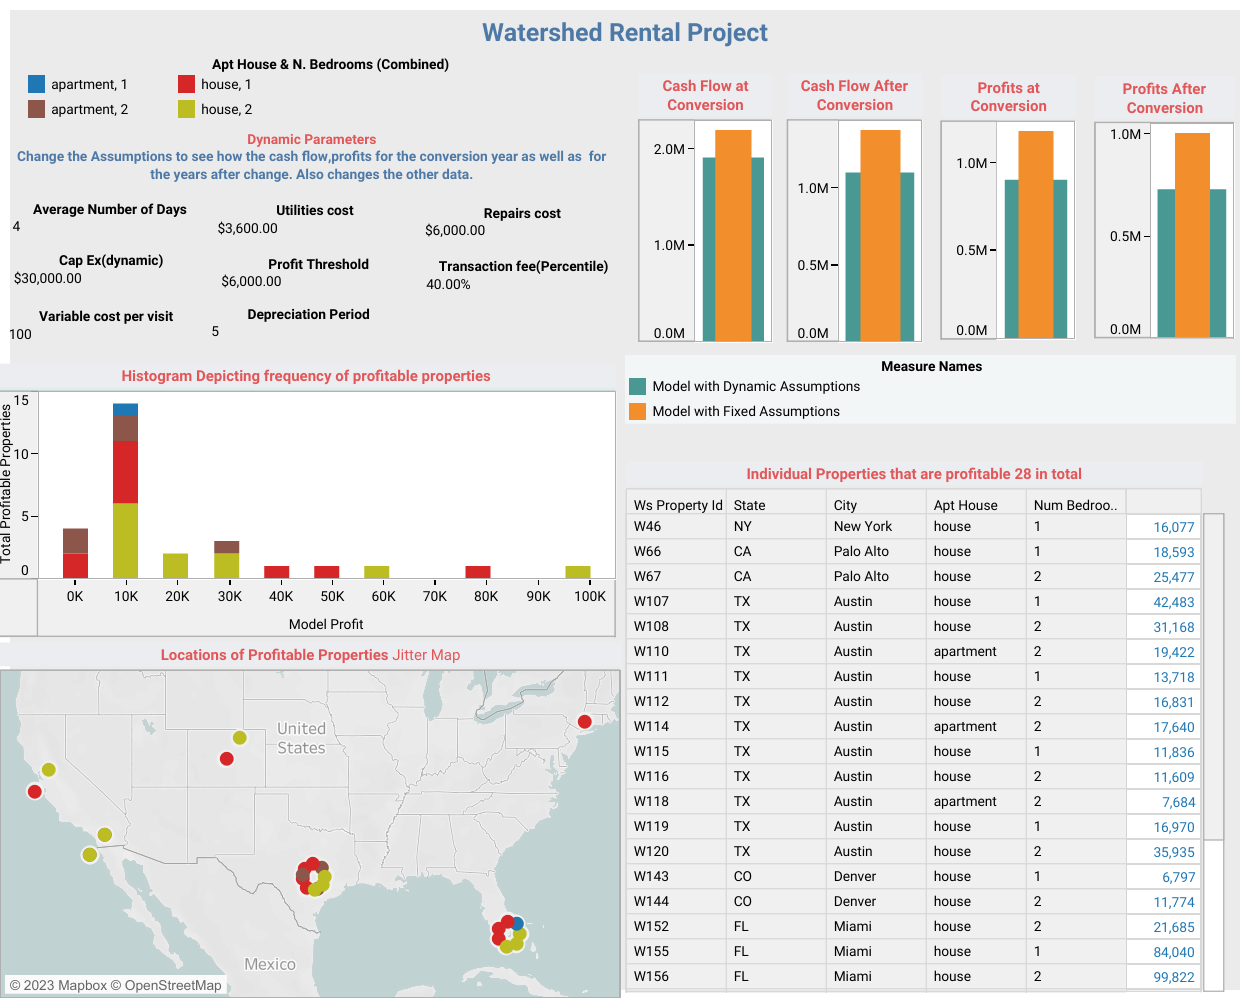 Watershed Rental Project
Apt House & N. Bedrooms (Combined)
apartment, 1
house, 1
apartment, 2
house, 2
Dynamic Parameters
Change the Assumptions to see how the cash flow,profits for the conversion year as well as for
the years after change. Also changes the other data.
Average Number of Days
4
Utilities cost
$3,600.00
Repairs cost
$6,000.00
Cap Ex(dynamic)
$30,000.00
Profit Threshold
$6,000.00
Transaction fee(Percentile)
40.00%
Variable cost per visit
100
Depreciation Period
5
Cash Flow at
Conversion
2.0M
1.0M
0.0M
Cash Flow After
Conversion
1.0M
0.5M
0.0M
Profits at
Conversion
1.0M
0.5M
0.0M
Profits After
Conversion
1.0M
0.5M
0.0M
Measure Names
Model with Dynamic Assumptions
Model with Fixed Assumptions
Histogram Depicting frequency of profitable properties
Total Profitable Properties
15
10
5
0
0K 10K 20K 30K 40K 50K 60K 70K 80K 90K 100K
Model Profit
Locations of Profitable Properties Jitter Map
United
States
Mexico
© 2023 Mapbox © OpenStreetMap
Individual Properties that are profitable 28 in total
Ws Property Id State City Apt House Num Bedroo..
W46 NY New York house 1 16,077
W66 CA Palo Alto house 1 18,593
W67 CA Palo Alto house 2 25,477
W107 TX Austin house 1 42,483
W108 TX Austin house 2 31,168
W110 TX Austin apartment 2 19,422
W111 TX Austin house 1 13,718
W112 TX Austin house 2 16,831
W114 TX Austin apartment 2 17,640
W115 TX Austin house 1 11,836
W116 TX Austin house 2 11,609
W118 TX Austin apartment 2 7,684
W119 TX Austin house 1 16,970
W120 TX Austin house 2 35,935
W143 CO Denver house 1 6,797
W144 CO Denver house 2 11,774
W152 FL Miami house 2 21,685
W155 FL Miami house 1 84,040
W156 FL Miami house 2 99,822